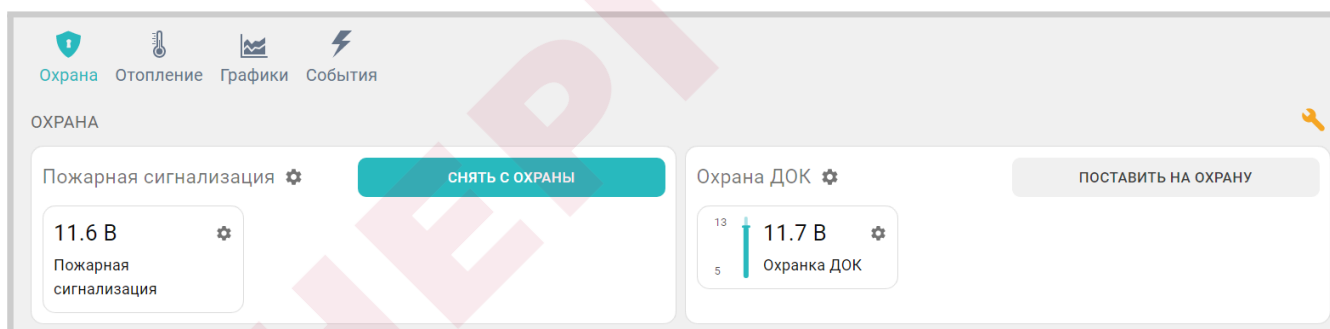 Охрана Отопление Графики События
ОХРАНА
Пожарная сигнализация СНЯТЬ С ОХРАНЫ
Охрана ДОК ПОСТАВИТЬ НА ОХРАНУ
11.6 В
Пожарная
сигнализация
13
11.7 В
5
Охранка ДОК